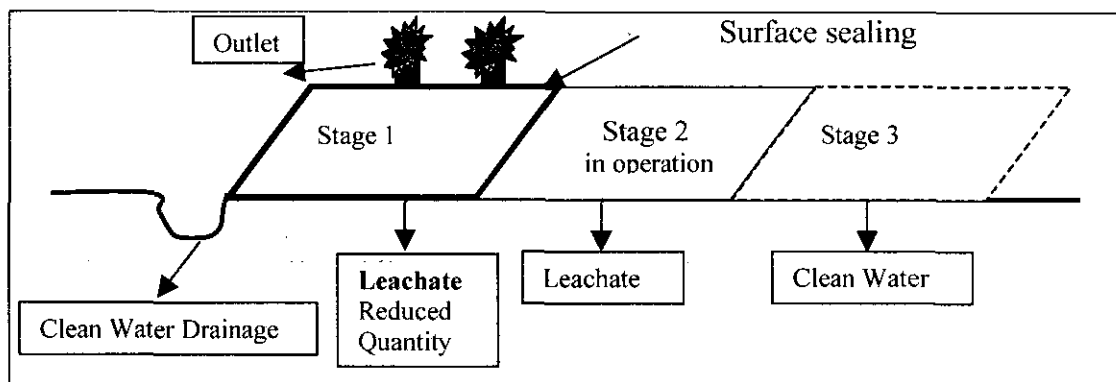 Outlet
Surface sealing
Stage 1
Stage 2
in operation
Stage 3
Clean Water Drainage
Leachate
Reduced
Quantity
Leachate
Clean Water